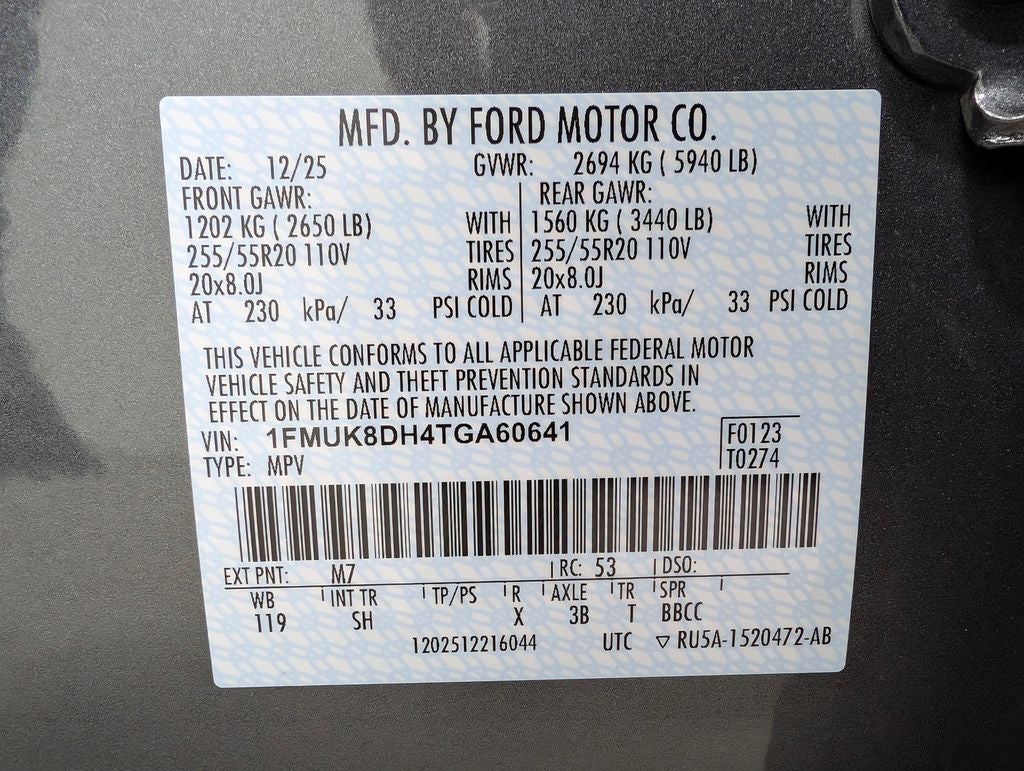 MFD. BY FORD MOTOR CO.
DATE: 12/25 GVWR: 2694 KG ( 5940 LB)
FRONT GAWR: REAR GAWR:
1202 KG ( 2650 LB) WITH 1560 KG ( 3440 LB) WITH
255/55R20 110V TIRES 255/55R20 110V TIRES
20x8.0J RIMS 20x8.0J RIMS
AT 230 kPa/ 33 PSI COLD AT 230 kPa/ 33 PSI COLD
THIS VEHICLE CONFORMS TO ALL APPLICABLE FEDERAL MOTOR
VEHICLE SAFETY AND THEFT PREVENTION STANDARDS IN
EFFECT ON THE DATE OF MANUFACTURE SHOWN ABOVE.
VIN: 1FMUK8DH4TGA60641 F0123
TYPE: MPV T0274
EXT PNT: M7 RC: 53 DSO:
WB INT TR TP/PS R AXLE TR SPR
119 SH X 3B T BBCC
1202512216044 UTC ▽ RU5A-1520472-AB